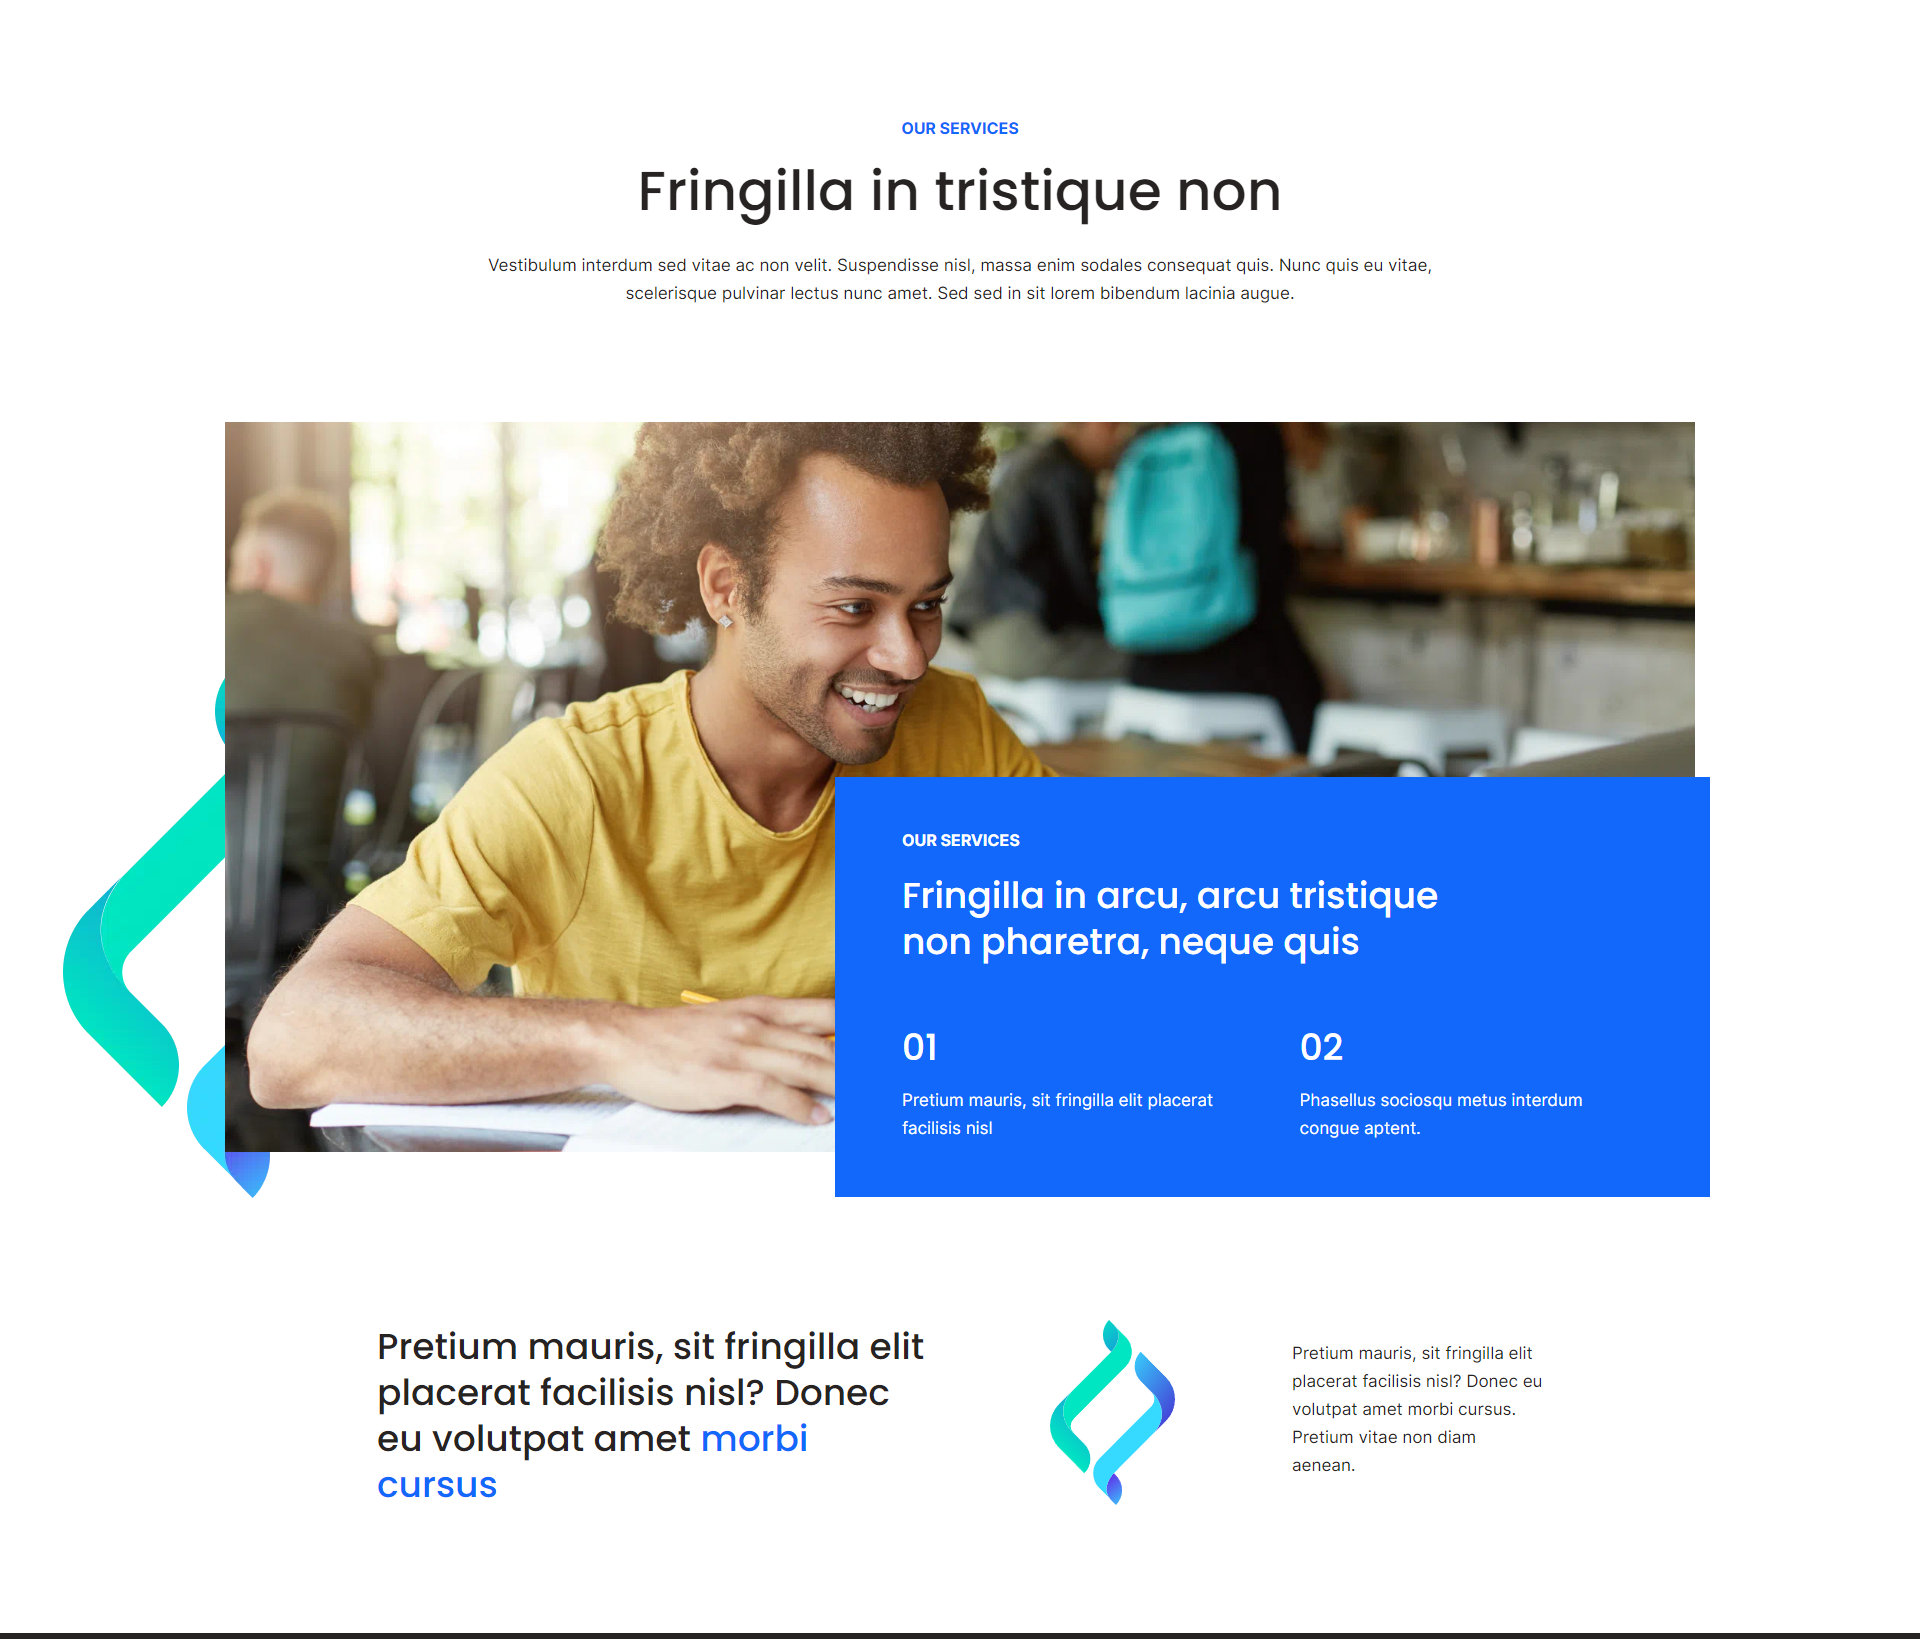 OUR SERVICES
Fringilla in tristique non
Vestibulum interdum sed vitae ac non velit. Suspendisse nisl, massa enim sodales consequat quis. Nunc quis eu vitae,
scelerisque pulvinar lectus nunc amet. Sed sed in sit lorem bibendum lacinia augue.
OUR SERVICES
Fringilla in arcu, arcu tristique
non pharetra, neque quis
01
Pretium mauris, sit fringilla elit placerat
facilisis nisl
02
Phasellus sociosqu metus interdum
congue aptent.
Pretium mauris, sit fringilla elit
placerat facilisis nisl? Donec
eu volutpat amet morbi
cursus
Pretium mauris, sit fringilla elit
placerat facilisis nisl? Donec eu
volutpat amet morbi cursus.
Pretium vitae non diam
aenean.